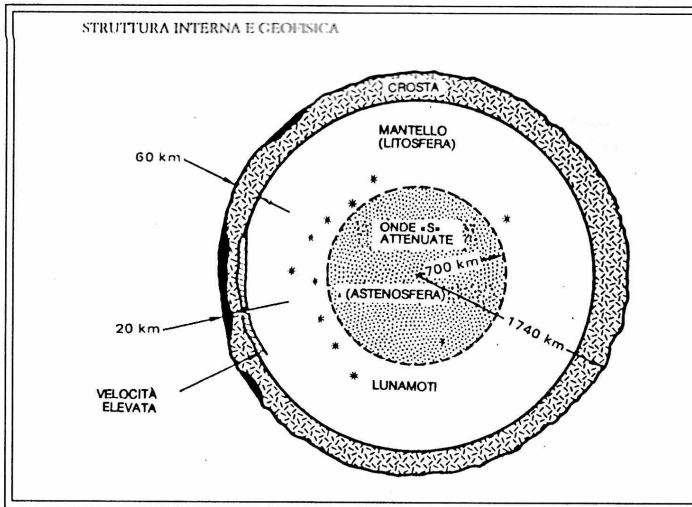 STRUTTURA INTERNA E GEOFISICA
CROSTA
MANTELLO
(LITOSFERA)
60 km
ONDE «S»
ATTENUATE
700 km
(ASTENOSFERA)
20 km
1740 km
VELOCITÀ
ELEVATA
LUNAMOTI